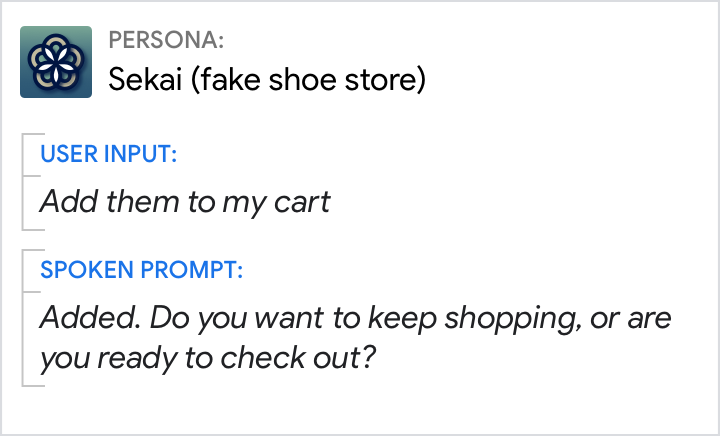 PERSONA:
Sekai (fake shoe store)
USER INPUT:
Add them to my cart
SPOKEN PROMPT:
Added. Do you want to keep shopping, or are
you ready to check out?